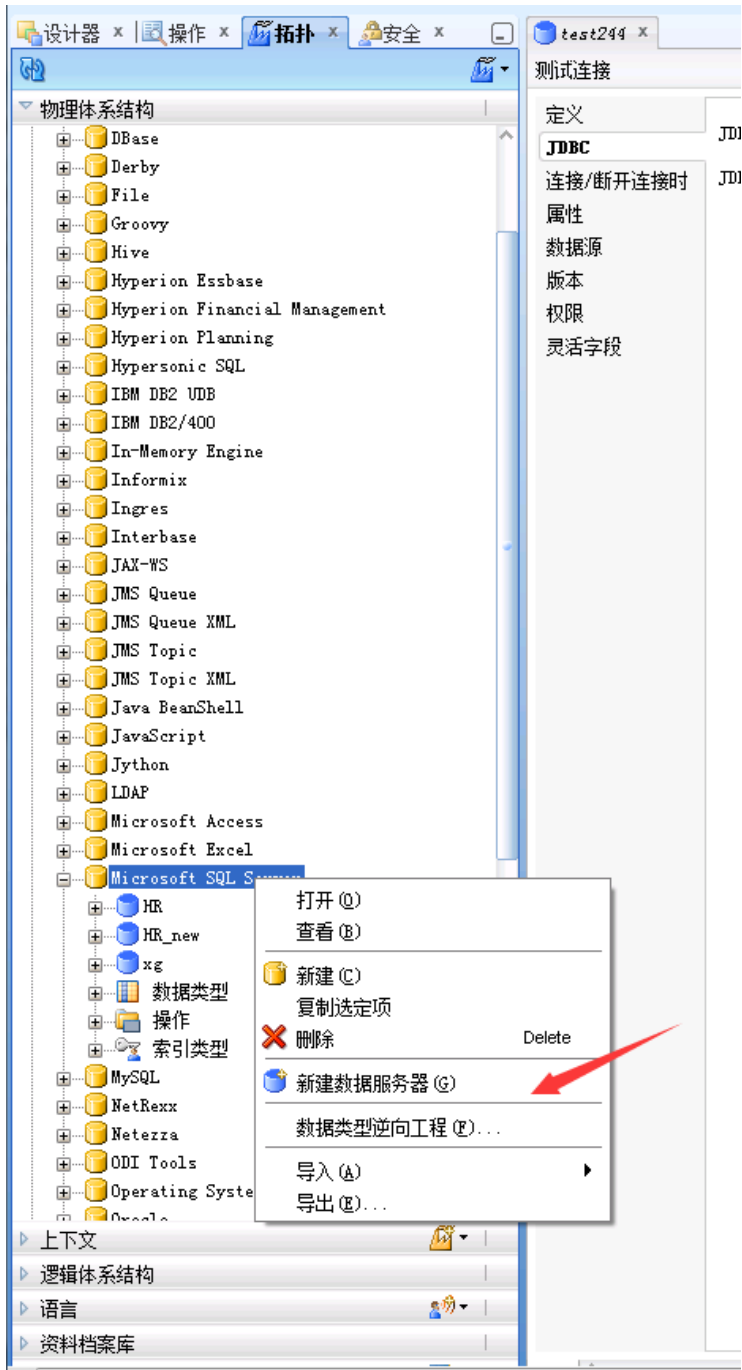 设计器 操作 拓扑 安全
物理体系结构
DBase
Derby
File
Groovy
Hive
Hyperion Essbase
Hyperion Financial Management
Hyperion Planning
Hypersonic SQL
IBM DB2 UDB
IBM DB2/400
In-Memory Engine
Informix
Ingres
Interbase
JAX-WS
JMS Queue
JMS Queue XML
JMS Topic
JMS Topic XML
Java BeanShell
JavaScript
Jython
LDAP
Microsoft Access
Microsoft Excel
Microsoft SQL
HR
HR_new
xg
数据类型
操作
索引类型
MySQL
NetRexx
Netezza
ODI Tools
Operating Syste
上下文
逻辑体系结构
语言
资料档案库
打开(O)
查看(B)
新建(C)
复制选定项
删除 Delete
新建数据服务器(G)
数据类型逆向工程(F)...
导入(A)
导出(E)...
test244
测试连接
定义
JDBC
连接/断开连接时
属性
数据源
版本
权限
灵活字段